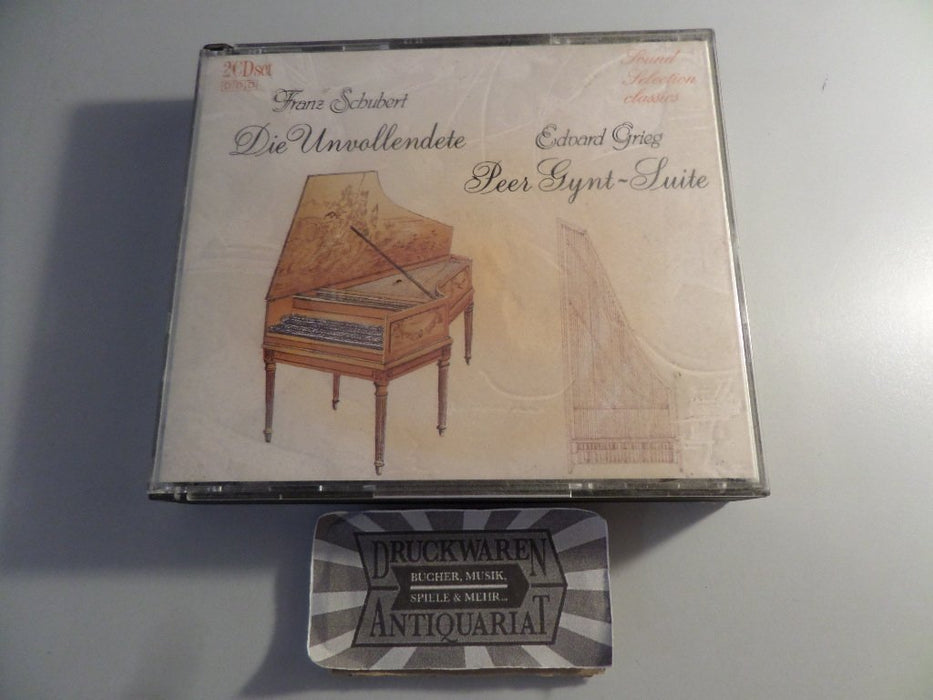 2CDset
DDD
Sound
Selection
classics
Franz Schubert
Die Unvollendete
Edvard Grieg
Peer Gynt-Suite
DRUCKWAREN
BÜCHER, MUSIK,
SPIELE & MEHR...
ANTIQUARIAT